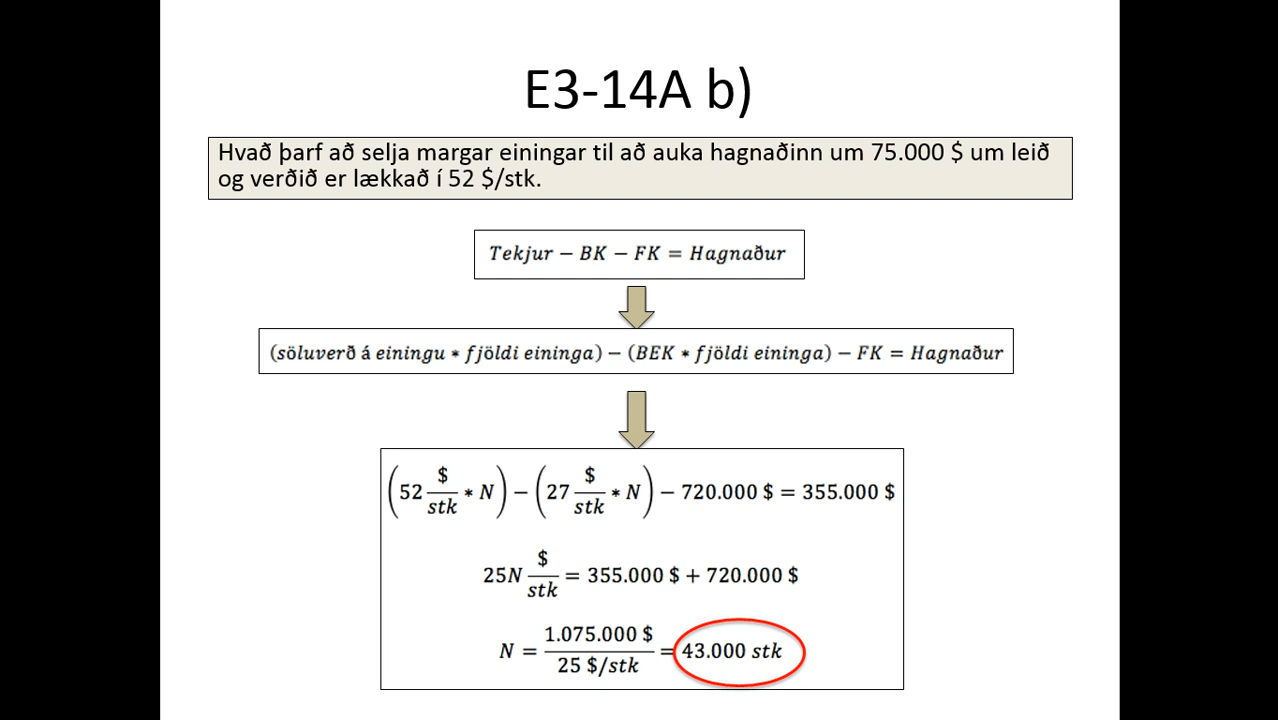 E3-14A b)
Hvað þarf að selja margar einingar til að auka hagnaðinn um 75.000 $ um leið
og verðið er lækkað í 52 $/stk.
Tekjur − BK − FK = Hagnaður
(söluverð á einingu ∗ fjöldi eininga) − (BEK ∗ fjöldi eininga) − FK = Hagnaður
(52 $/stk ∗ N) − (27 $/stk ∗ N) − 720.000 $ = 355.000 $
25N $/stk = 355.000 $ + 720.000 $
N = 1.075.000 $ / 25 $/stk = 43.000 stk